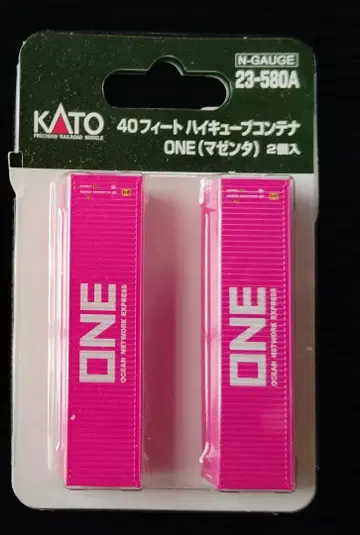 N-GAUGE
23-580A
KATO
PRECISION RAILROAD MODELS
40フィート ハイキューブコンテナ
ONE(マゼンタ) 2個入
ONE
OCEAN NETWORK EXPRESS
ONE
OCEAN NETWORK EXPRESS